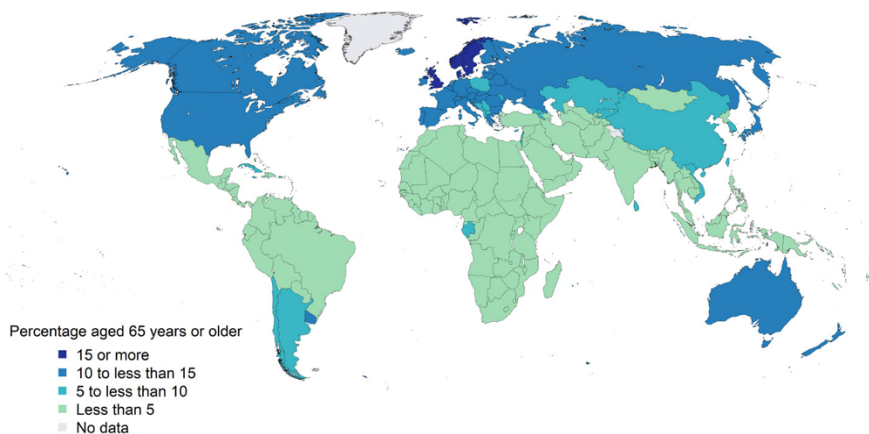 Percentage aged 65 years or older
15 or more
10 to less than 15
5 to less than 10
Less than 5
No data